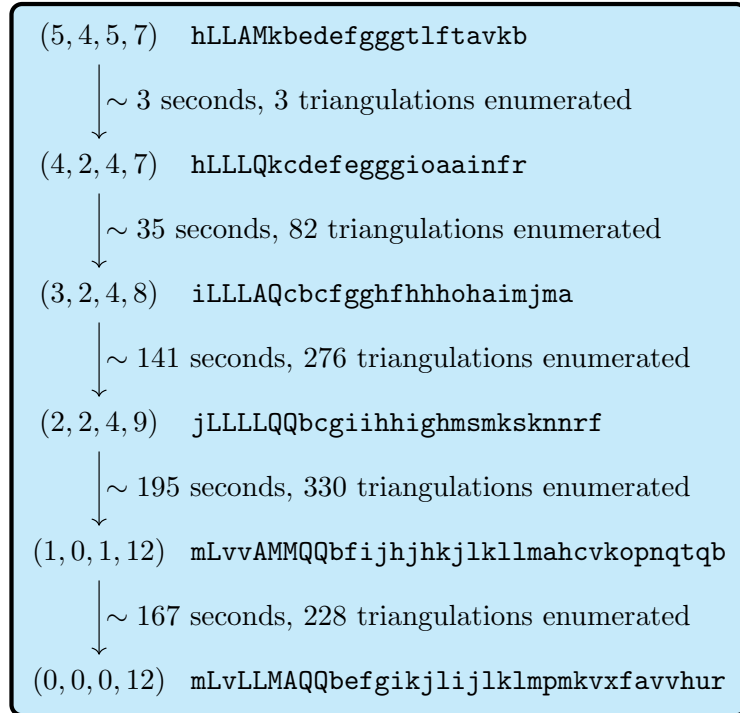 (5, 4, 5, 7) hLLAMkbedefgggtlftavkb
∼ 3 seconds, 3 triangulations enumerated
(4, 2, 4, 7) hLLLQkcdefegggioaainfr
∼ 35 seconds, 82 triangulations enumerated
(3, 2, 4, 8) iLLLAQcbcfgghfhhhohaimjma
∼ 141 seconds, 276 triangulations enumerated
(2, 2, 4, 9) jLLLLQQbcgiihhighmsmksknnrf
∼ 195 seconds, 330 triangulations enumerated
(1, 0, 1, 12) mLvvAMMQQbfijhjhkjlkllmahcvkopnqtqb
∼ 167 seconds, 228 triangulations enumerated
(0, 0, 0, 12) mLvLLMAQQbefgikjlijlklmpmkvxfavvhur